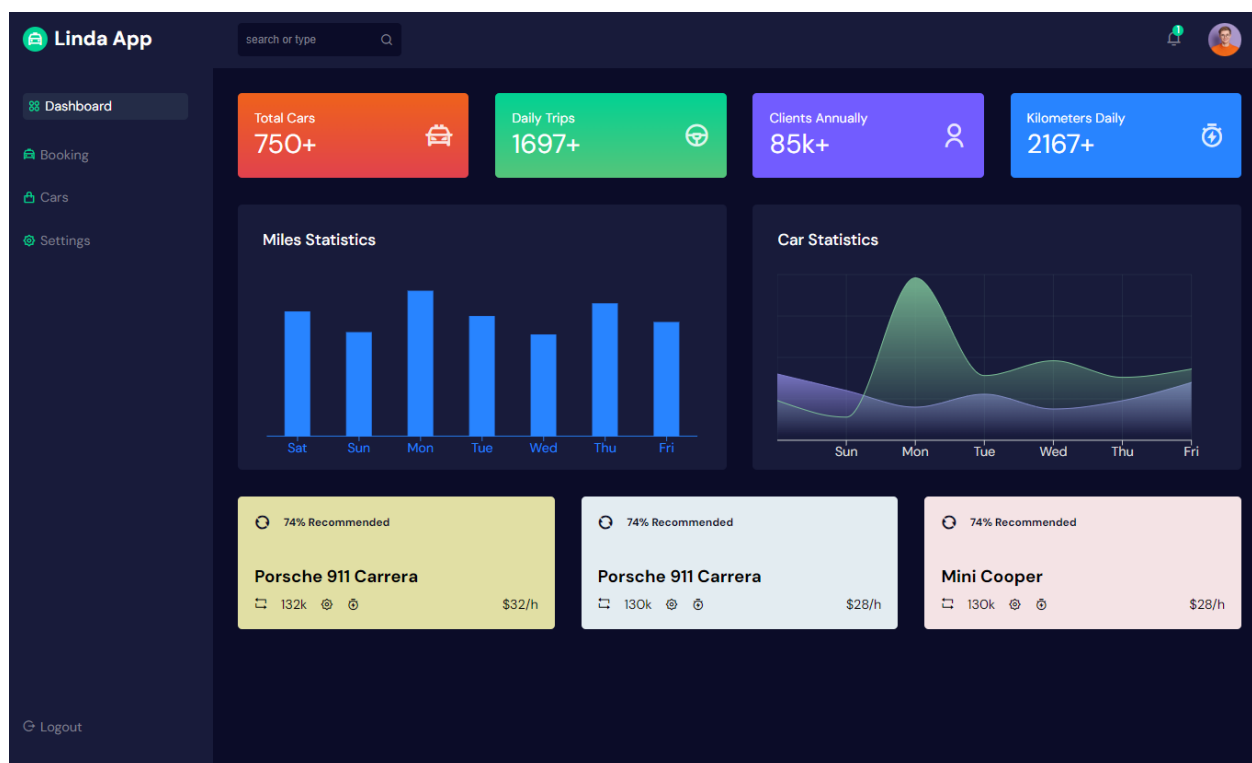 Linda App
search or type
1
Dashboard
Booking
Cars
Settings
Logout
Total Cars
750+
Daily Trips
1697+
Clients Annually
85k+
Kilometers Daily
2167+
Miles Statistics
Sat Sun Mon Tue Wed Thu Fri
Car Statistics
Sun Mon Tue Wed Thu Fri
74% Recommended
Porsche 911 Carrera
132k $32/h
74% Recommended
Porsche 911 Carrera
130k $28/h
74% Recommended
Mini Cooper
130k $28/h